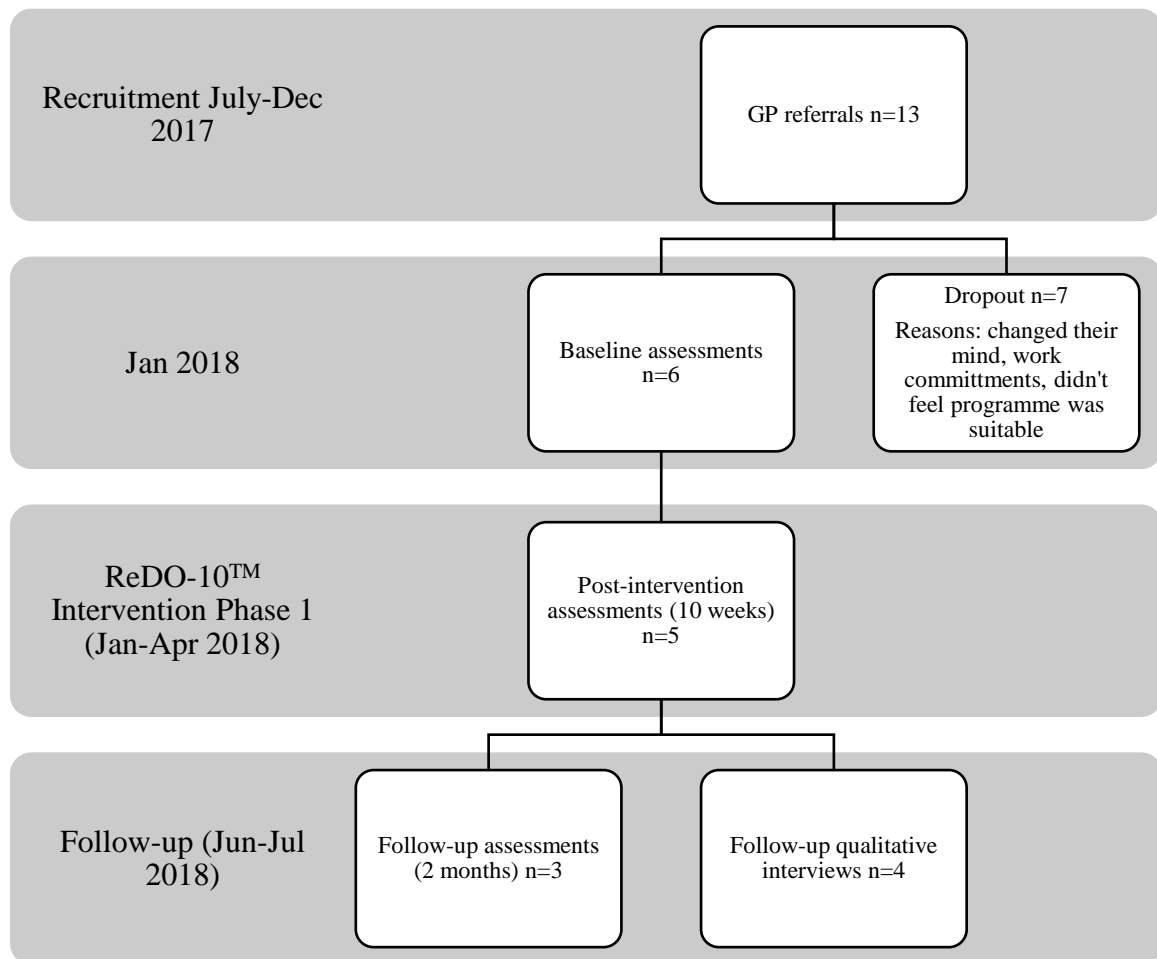 Recruitment July-Dec
2017
GP referrals n=13
Jan 2018
Baseline assessments
n=6
Dropout n=7
Reasons: changed their
mind, work
committments, didn't
feel programme was
suitable
ReDO-10TM
Intervention Phase 1
(Jan-Apr 2018)
Post-intervention
assessments (10 weeks)
n=5
Follow-up (Jun-Jul
2018)
Follow-up assessments
(2 months) n=3
Follow-up qualitative
interviews n=4